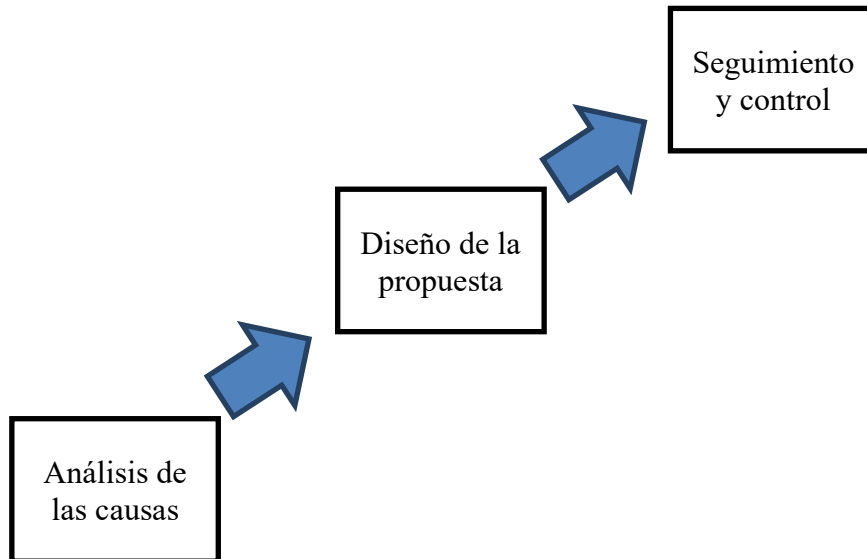 Seguimiento
y control
Diseño de la
propuesta
Análisis de
las causas